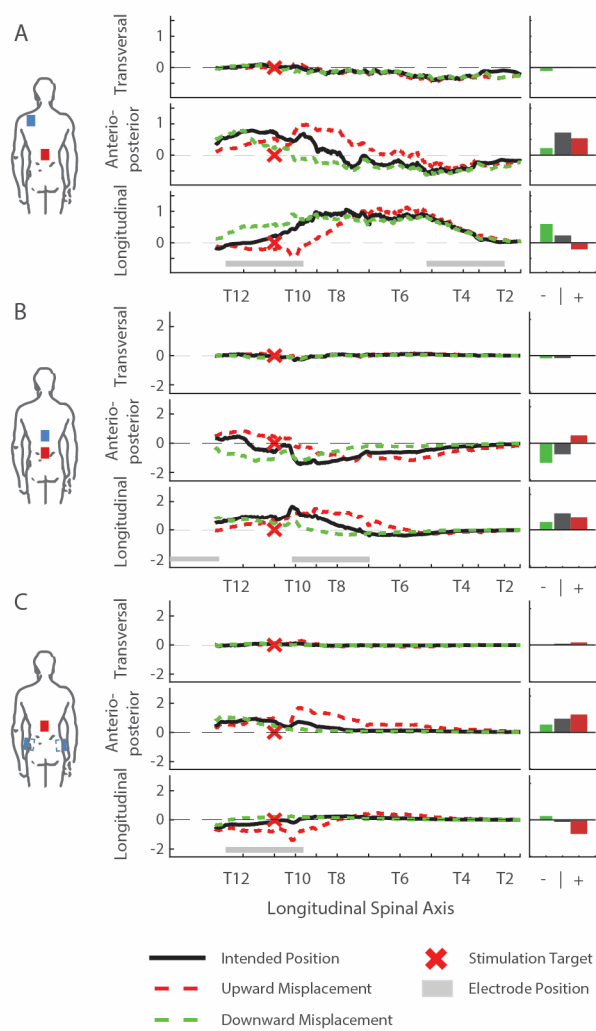 A
Transversal
1
0
Anterio-
posterior
1
0
Longitudinal
1
0
T12 T10 T8 T6 T4 T2
- | +
B
Transversal
2
0
-2
Anterio-
posterior
2
0
-2
Longitudinal
2
0
-2
T12 T10 T8 T6 T4 T2
- | +
C
Transversal
2
0
-2
Anterio-
posterior
2
0
-2
Longitudinal
2
0
-2
T12 T10 T8 T6 T4 T2
- | +
Longitudinal Spinal Axis
Intended Position
Stimulation Target
Upward Misplacement
Electrode Position
Downward Misplacement